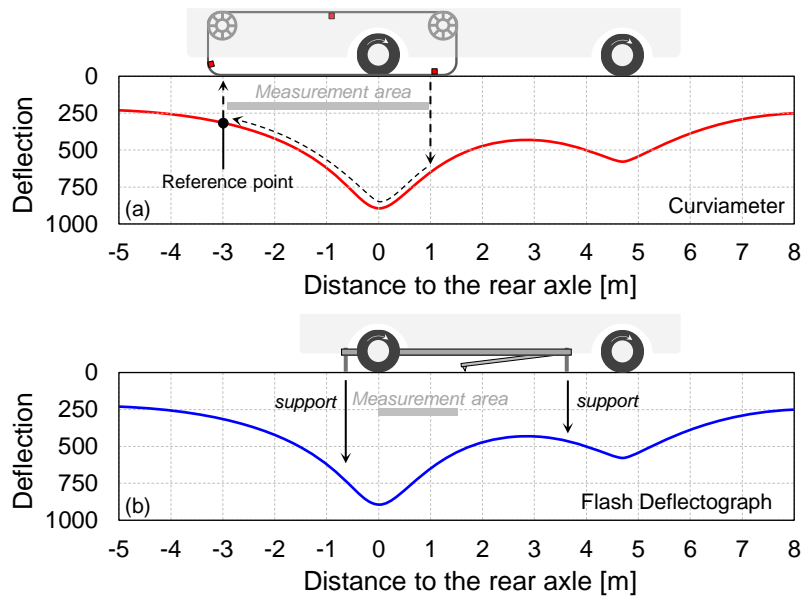 0
250
500
750
1000
Deflection
Measurement area
Reference point
(a)
Curviameter
-5 -4 -3 -2 -1 0 1 2 3 4 5 6 7 8
Distance to the rear axle [m]
0
250
500
750
1000
Deflection
support
Measurement area
support
(b)
Flash Deflectograph
-5 -4 -3 -2 -1 0 1 2 3 4 5 6 7 8
Distance to the rear axle [m]